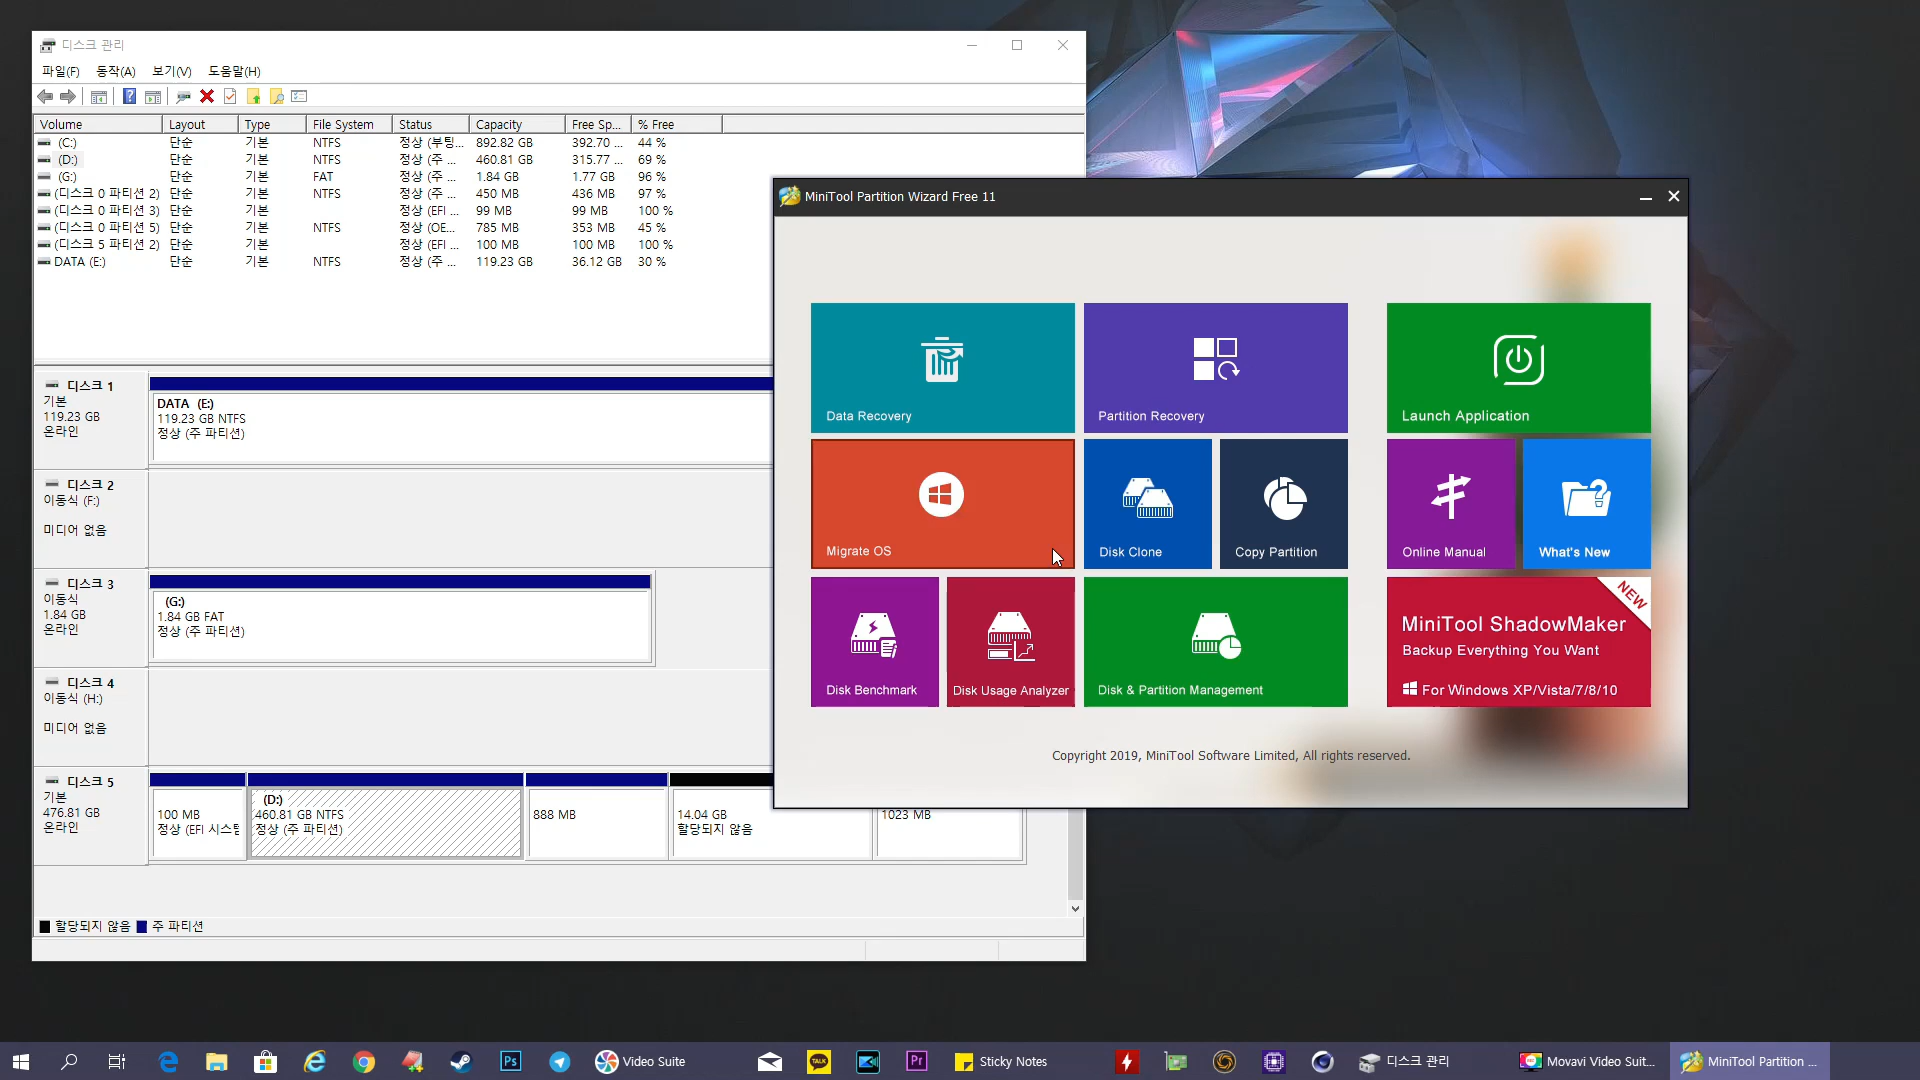 디스크 관리
파일(F) 동작(A) 보기(V) 도움말(H)
Volume Layout Type File System Status Capacity Free Sp... % Free
(C:) 단순 기본 NTFS 정상 (부팅... 892.82 GB 392.70 ... 44 %
(D:) 단순 기본 NTFS 정상 (주 ... 460.81 GB 315.77 ... 69 %
(G:) 단순 기본 FAT 정상 (주 ... 1.84 GB 1.77 GB 96 %
(디스크 0 파티션 2) 단순 기본 NTFS 정상 (주 ... 450 MB 436 MB 97 %
(디스크 0 파티션 3) 단순 기본 정상 (EFI ... 99 MB 99 MB 100 %
(디스크 0 파티션 5) 단순 기본 NTFS 정상 (OE... 785 MB 353 MB 45 %
(디스크 5 파티션 2) 단순 기본 정상 (EFI ... 100 MB 100 MB 100 %
DATA (E:) 단순 기본 NTFS 정상 (주 ... 119.23 GB 36.12 GB 30 %
디스크 1
기본
119.23 GB
온라인
DATA (E:)
119.23 GB NTFS
정상 (주 파티션)
디스크 2
이동식 (F:)
미디어 없음
디스크 3
이동식
1.84 GB
온라인
(G:)
1.84 GB FAT
정상 (주 파티션)
디스크 4
이동식 (H:)
미디어 없음
디스크 5
기본
476.81 GB
온라인
100 MB
정상 (EFI 시스템
(D:)
460.81 GB NTFS
정상 (주 파티션)
888 MB
14.04 GB
할당되지 않음
1023 MB
할당되지 않음 주 파티션
MiniTool Partition Wizard Free 11
Data Recovery
Partition Recovery
Launch Application
Migrate OS
Disk Clone
Copy Partition
Online Manual
What's New
Disk Benchmark
Disk Usage Analyzer
Disk & Partition Management
NEW
MiniTool ShadowMaker
Backup Everything You Want
For Windows XP/Vista/7/8/10
Copyright 2019, MiniTool Software Limited, All rights reserved.
Ps
Video Suite
TALK
Pr
Sticky Notes
디스크 관리
Movavi Video Suit...
MiniTool Partition ...